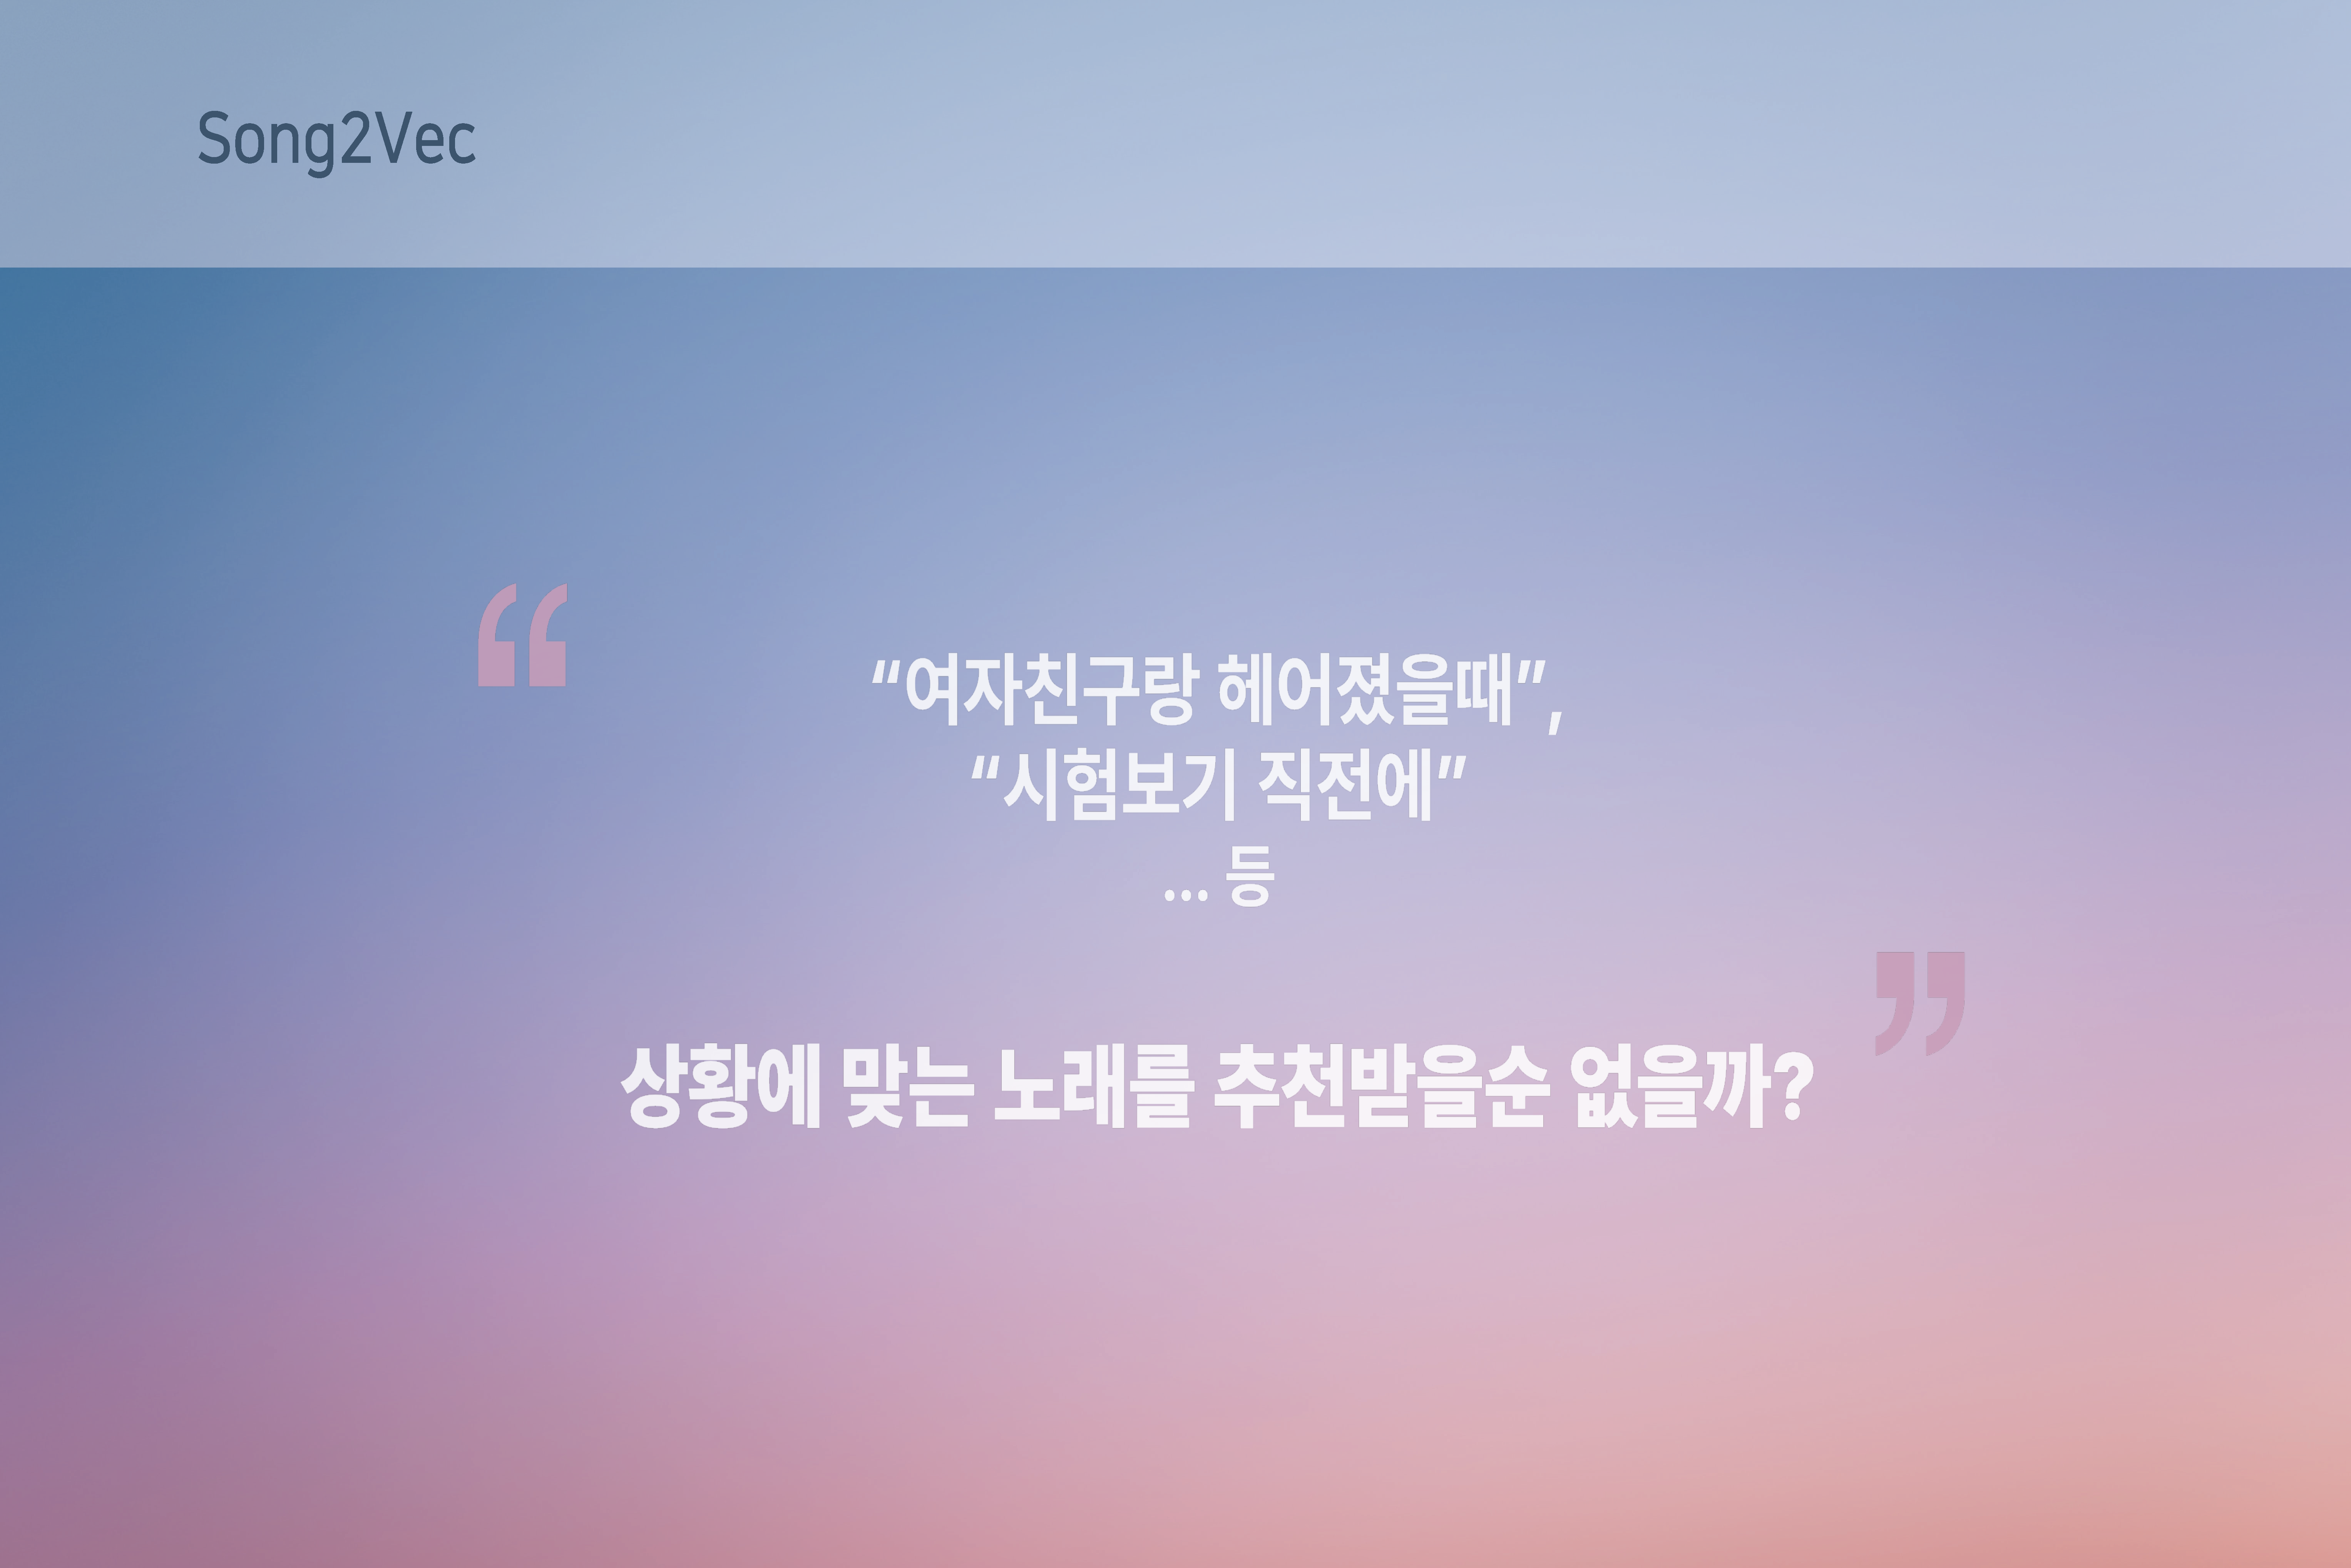 Song2Vec
“
“여자친구랑 헤어졌을때”,
“시험보기 직전에”
... 등
”
상황에 맞는 노래를 추천받을순 없을까?